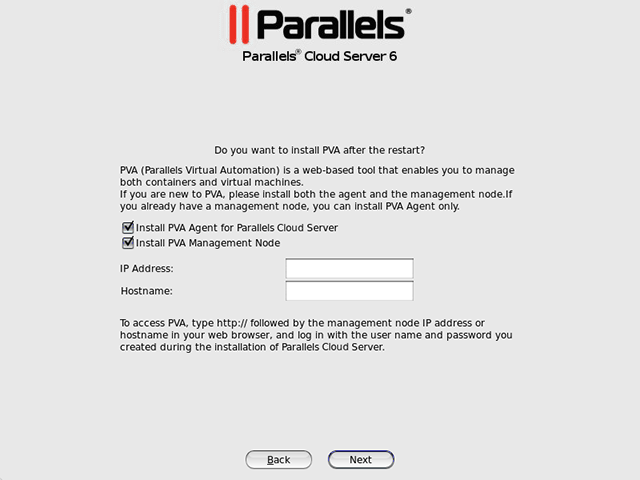 Parallels®
Parallels® Cloud Server 6
Do you want to install PVA after the restart?
PVA (Parallels Virtual Automation) is a web-based tool that enables you to manage
both containers and virtual machines.
If you are new to PVA, please install both the agent and the management node.If
you already have a management node, you can install PVA Agent only.
Install PVA Agent for Parallels Cloud Server
Install PVA Management Node
IP Address:
Hostname:
To access PVA, type http:// followed by the management node IP address or
hostname in your web browser, and log in with the user name and password you
created during the installation of Parallels Cloud Server.
Back
Next